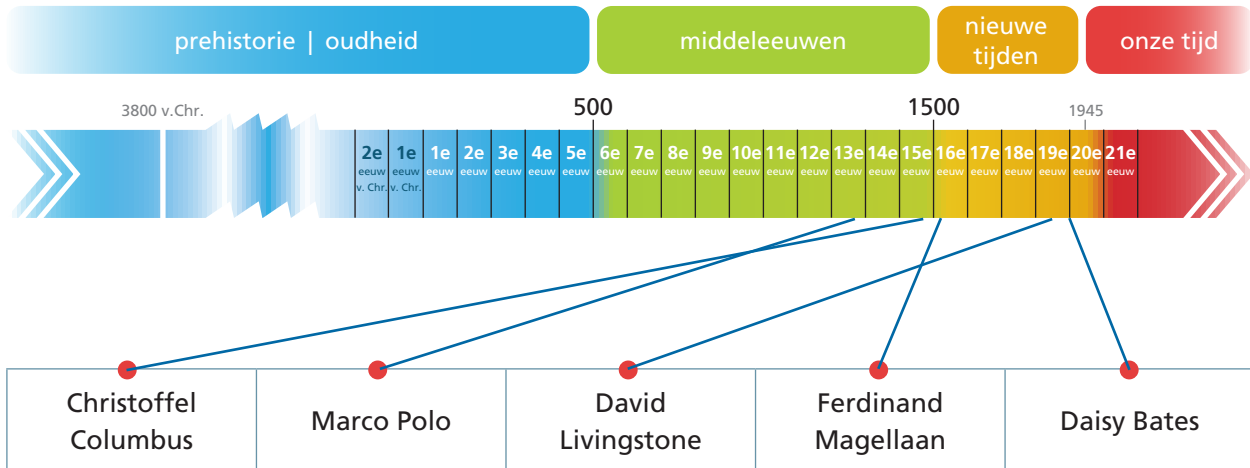 prehistorie | oudheid
middeleeuwen
nieuwe
tijden
onze tijd
3800 v.Chr.
500
1500
1945
2e
eeuw
v. Chr.
1e
eeuw
v. Chr.
1e
eeuw
2e
eeuw
3e
eeuw
4e
eeuw
5e
eeuw
6e
eeuw
7e
eeuw
8e
eeuw
9e
eeuw
10e
eeuw
11e
eeuw
12e
eeuw
13e
eeuw
14e
eeuw
15e
eeuw
16e
eeuw
17e
eeuw
18e
eeuw
19e
eeuw
20e
eeuw
21e
eeuw
Christoffel
Columbus
Marco Polo
David
Livingstone
Ferdinand
Magellaan
Daisy Bates